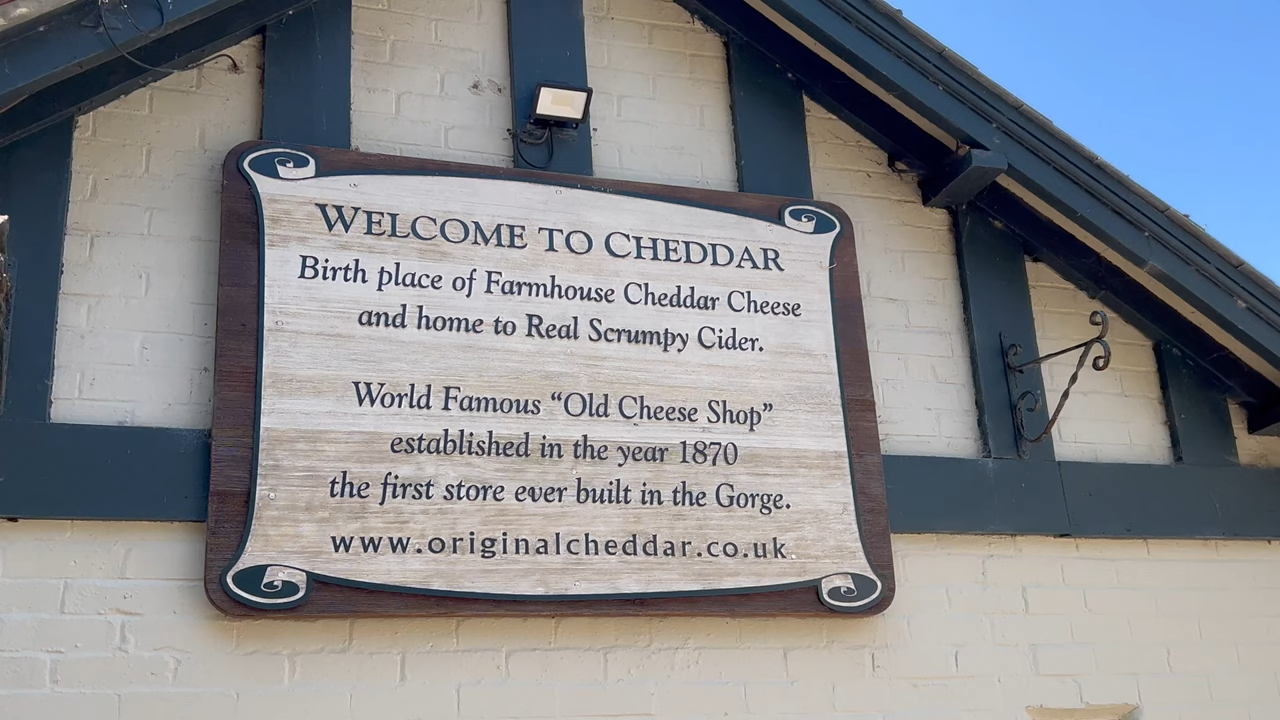 WELCOME TO CHEDDAR
Birth place of Farmhouse Cheddar Cheese
and home to Real Scrumpy Cider.
World Famous “Old Cheese Shop”
established in the year 1870
the first store ever built in the Gorge.
www.originalcheddar.co.uk